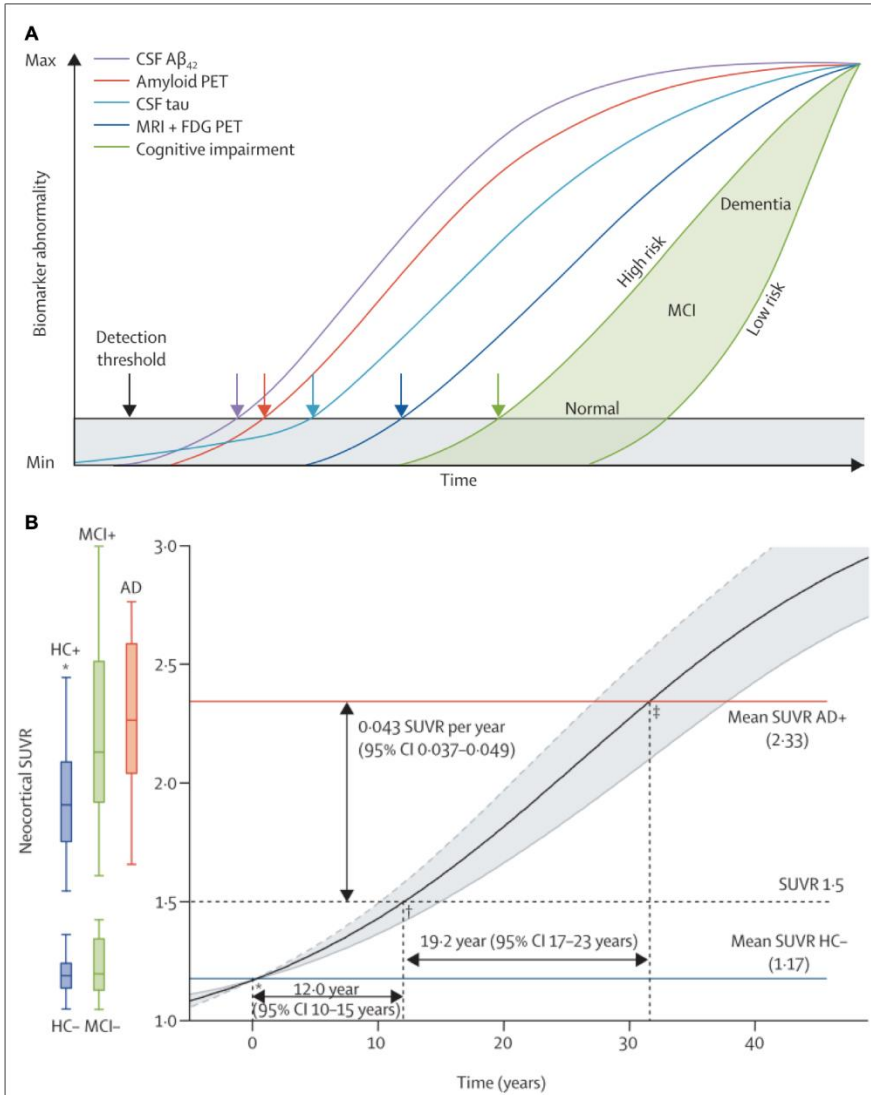 A
Max
CSF Aβ₄₂
Amyloid PET
CSF tau
MRI + FDG PET
Cognitive impairment
Biomarker abnormality
Detection
threshold
High risk
Dementia
MCI
Low risk
Normal
Min
Time
B
MCI+
AD
HC+
*
HC–
MCI–
Neocortical SUVR
3·0
2·5
2·0
1·5
1·0
0·043 SUVR per year
(95% CI 0·037–0·049)
‡
Mean SUVR AD+
(2·33)
SUVR 1·5
†
19·2 year (95% CI 17–23 years)
Mean SUVR HC–
(1·17)
*
12·0 year
(95% CI 10–15 years)
0
10
20
30
40
Time (years)